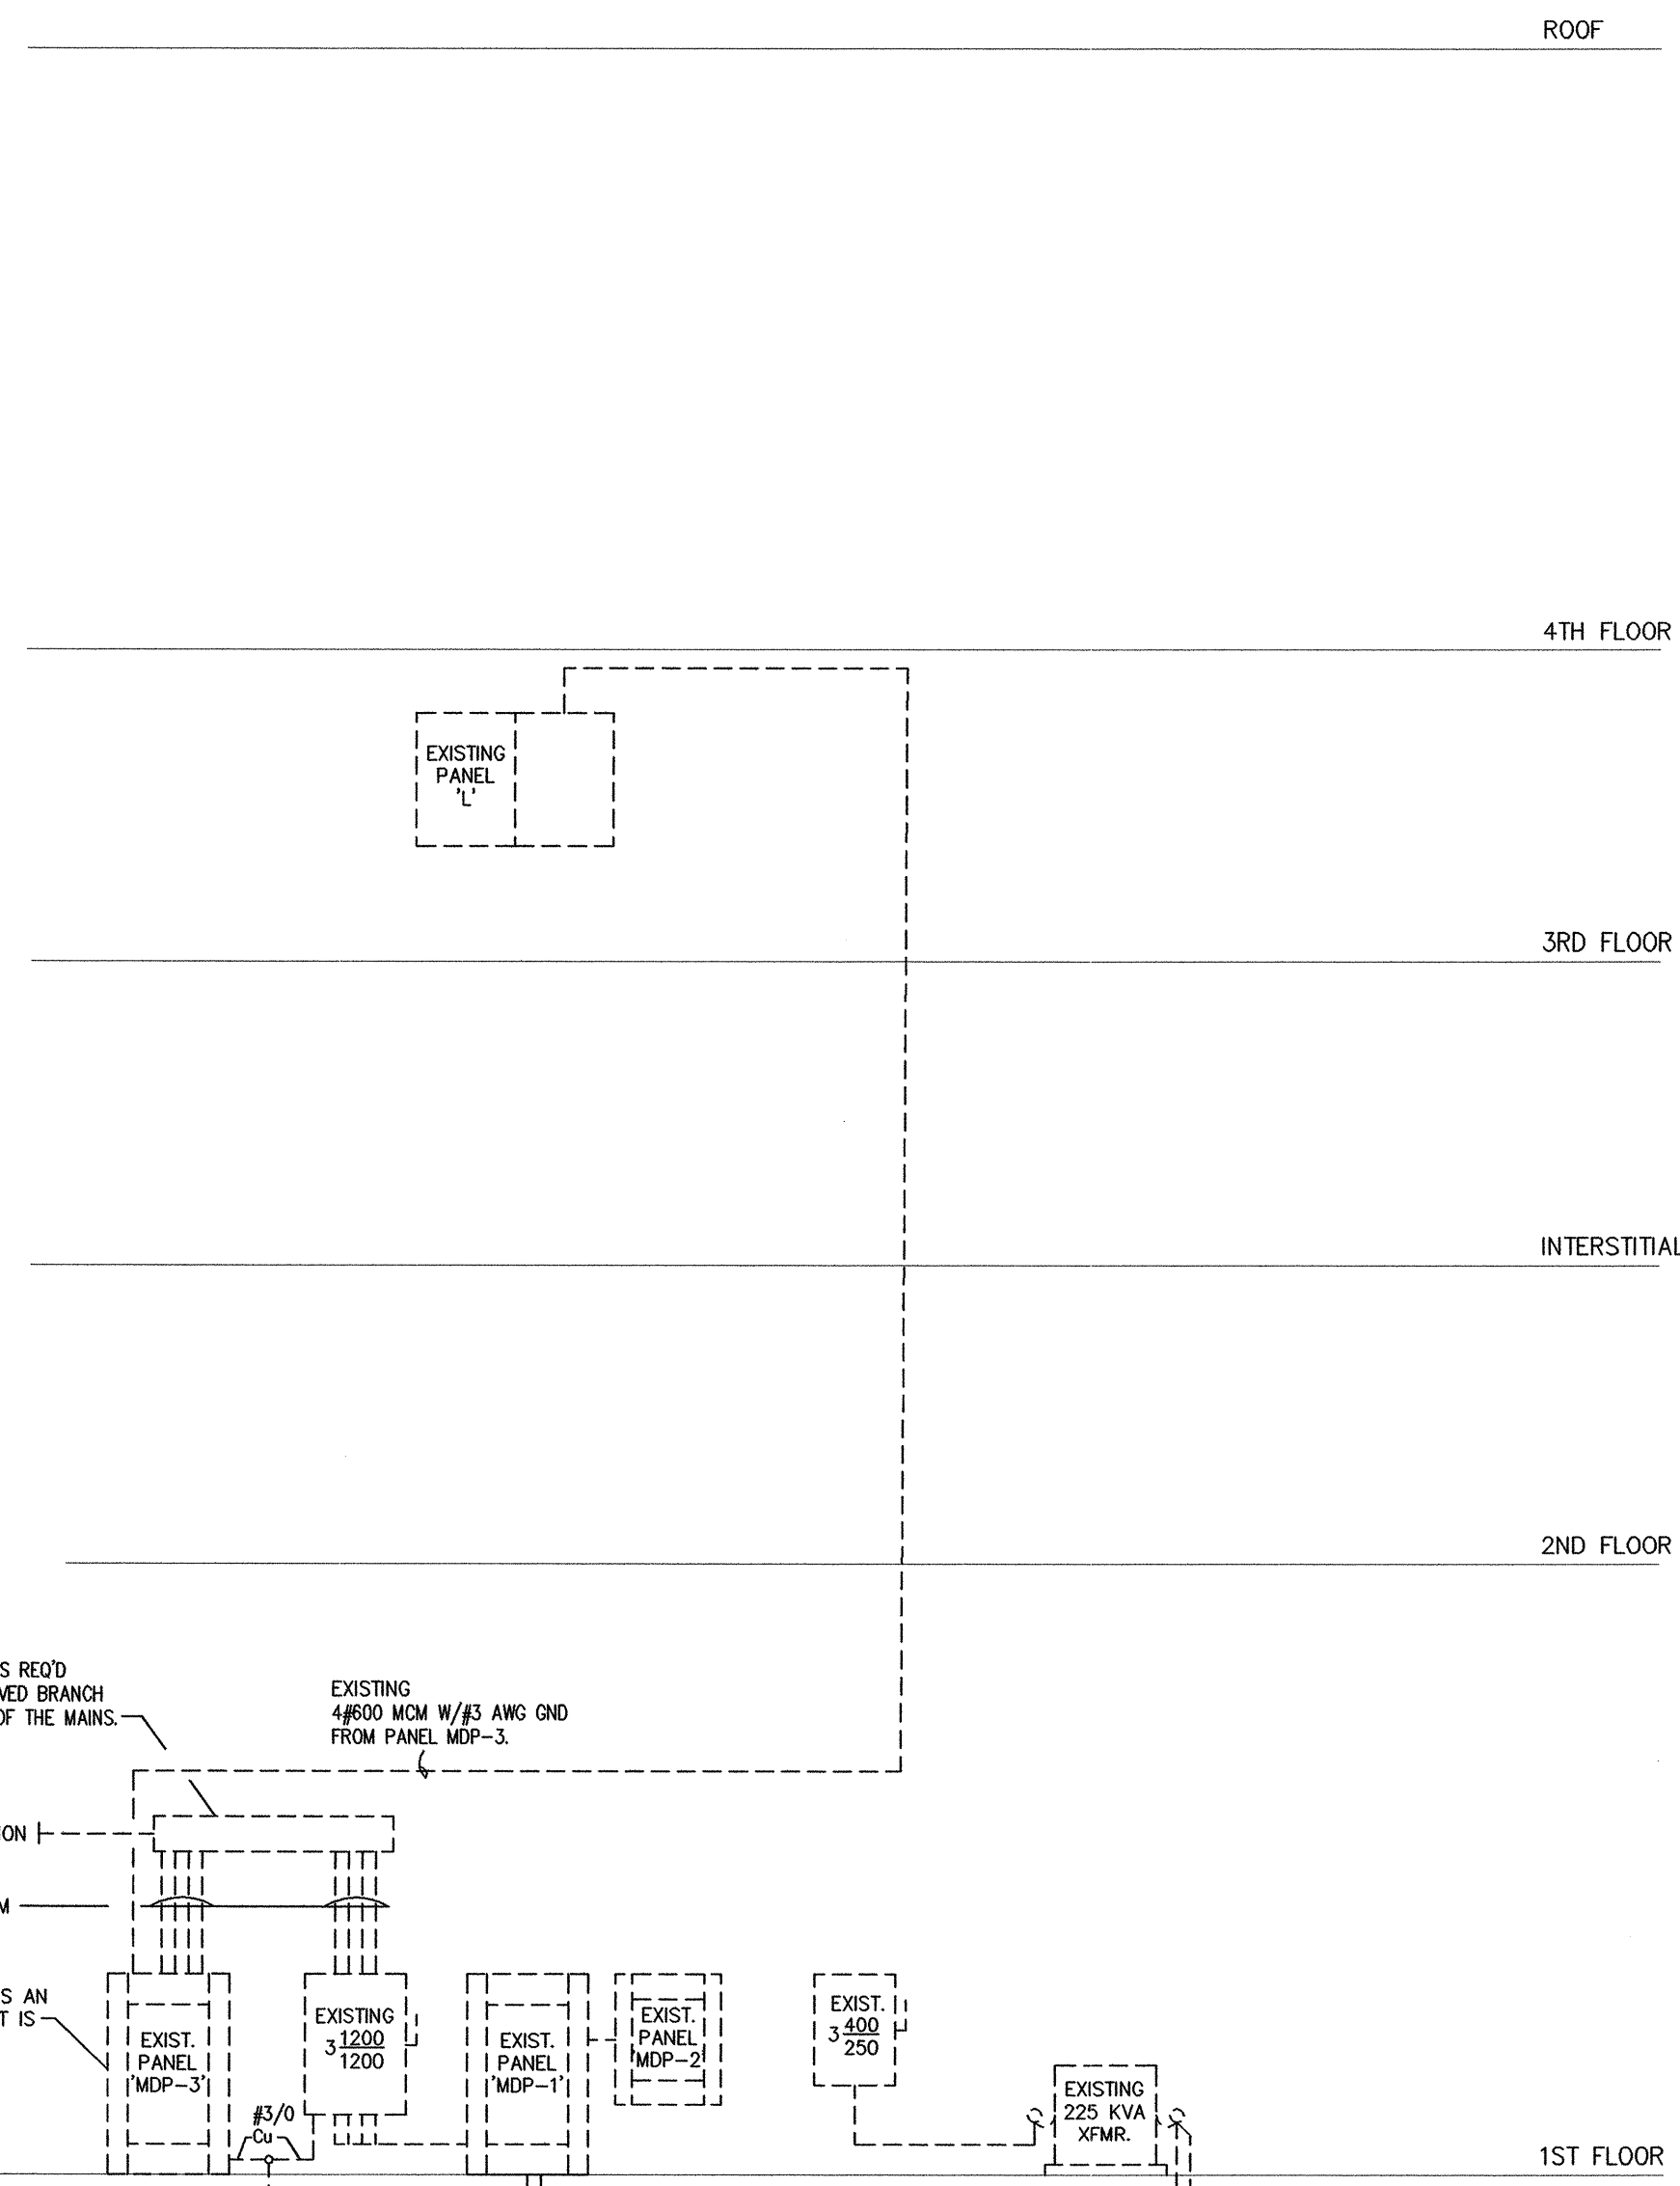 ROOF
4TH FLOOR
EXISTING
PANEL
'L'
3RD FLOOR
INTERSTITIAL
2ND FLOOR
REQ'D
BRANCH
OF THE MAINS.
EXISTING
4#600 MCM W/#3 AWG GND
FROM PANEL MDP-3.
AN
IS
EXIST.
PANEL
'MDP-3'
#3/0
Cu
EXISTING
3 1200
1200
EXIST.
PANEL
'MDP-1'
EXIST.
PANEL
'MDP-2'
EXIST.
3 400
250
EXISTING
225 KVA
XFMR.
1ST FLOOR